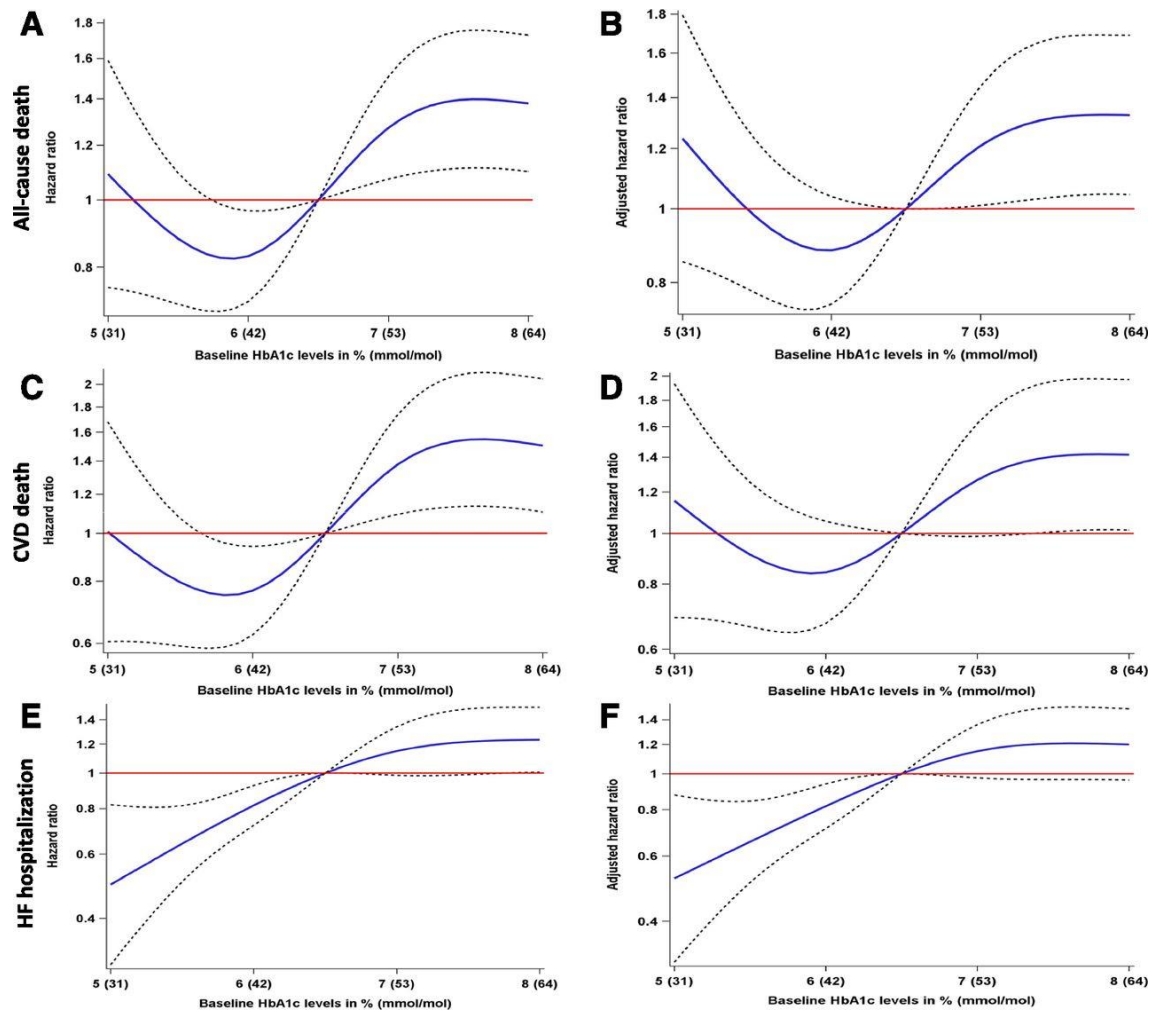 A
All-cause death
Hazard ratio
1.8
1.6
1.4
1.2
1
0.8
5 (31) 6 (42) 7 (53) 8 (64)
Baseline HbA1c levels in % (mmol/mol)
B
Adjusted hazard ratio
1.8
1.6
1.4
1.2
1
0.8
5 (31) 6 (42) 7 (53) 8 (64)
Baseline HbA1c levels in % (mmol/mol)
C
CVD death
Hazard ratio
2
1.8
1.6
1.4
1.2
1
0.8
0.6
5 (31) 6 (42) 7 (53) 8 (64)
Baseline HbA1c levels in % (mmol/mol)
D
Adjusted hazard ratio
2
1.8
1.6
1.4
1.2
1
0.8
0.6
5 (31) 6 (42) 7 (53) 8 (64)
Baseline HbA1c levels in % (mmol/mol)
E
HF hospitalization
Hazard ratio
1.4
1.2
1
0.8
0.6
0.4
5 (31) 6 (42) 7 (53) 8 (64)
Baseline HbA1c levels in % (mmol/mol)
F
Adjusted hazard ratio
1.4
1.2
1
0.8
0.6
0.4
5 (31) 6 (42) 7 (53) 8 (64)
Baseline HbA1c levels in % (mmol/mol)